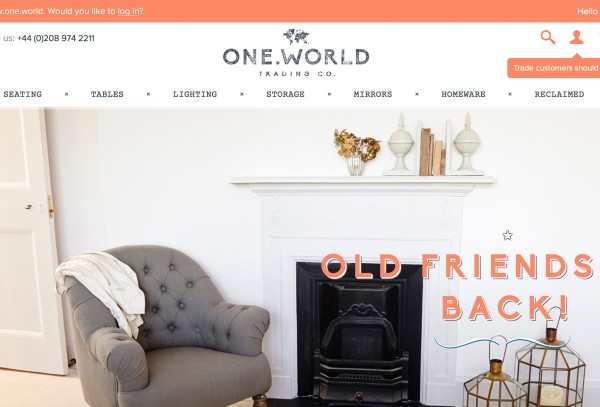 w.one.world. Would you like to log in?
Hello
us: +44 (0)208 974 2211
ONE.WORLD
TRADING CO.
Trade customers should
SEATING × TABLES × LIGHTING × STORAGE × MIRRORS × HOMEWARE × RECLAIMED
OLD FRIENDS
BACK!